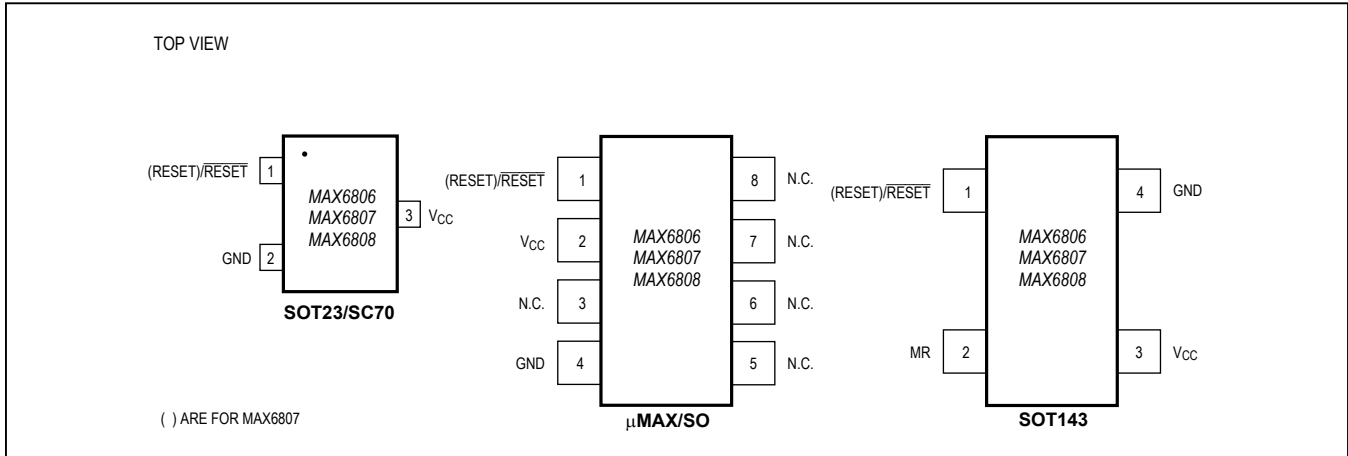 TOP VIEW
(RESET)/RESET 1
MAX6806
MAX6807
MAX6808
3 VCC
GND 2
SOT23/SC70
(RESET)/RESET 1
VCC 2
N.C. 3
GND 4
MAX6806
MAX6807
MAX6808
8 N.C.
7 N.C.
6 N.C.
5 N.C.
µMAX/SO
(RESET)/RESET 1
MR 2
MAX6806
MAX6807
MAX6808
4 GND
3 VCC
SOT143
( ) ARE FOR MAX6807